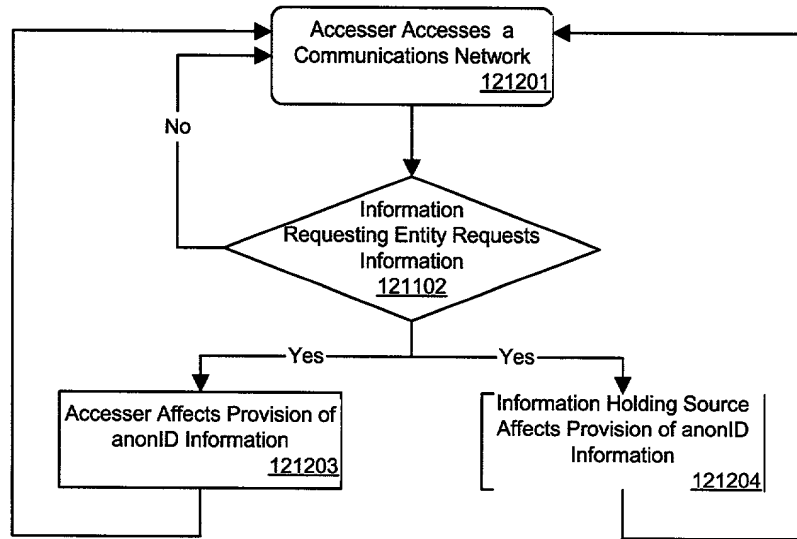 Accesser Accesses a
Communications Network
121201
No
Information
Requesting Entity Requests
Information
121102
Yes
Yes
Accesser Affects Provision of
anonID Information
121203
Information Holding Source
Affects Provision of anonID
Information
121204